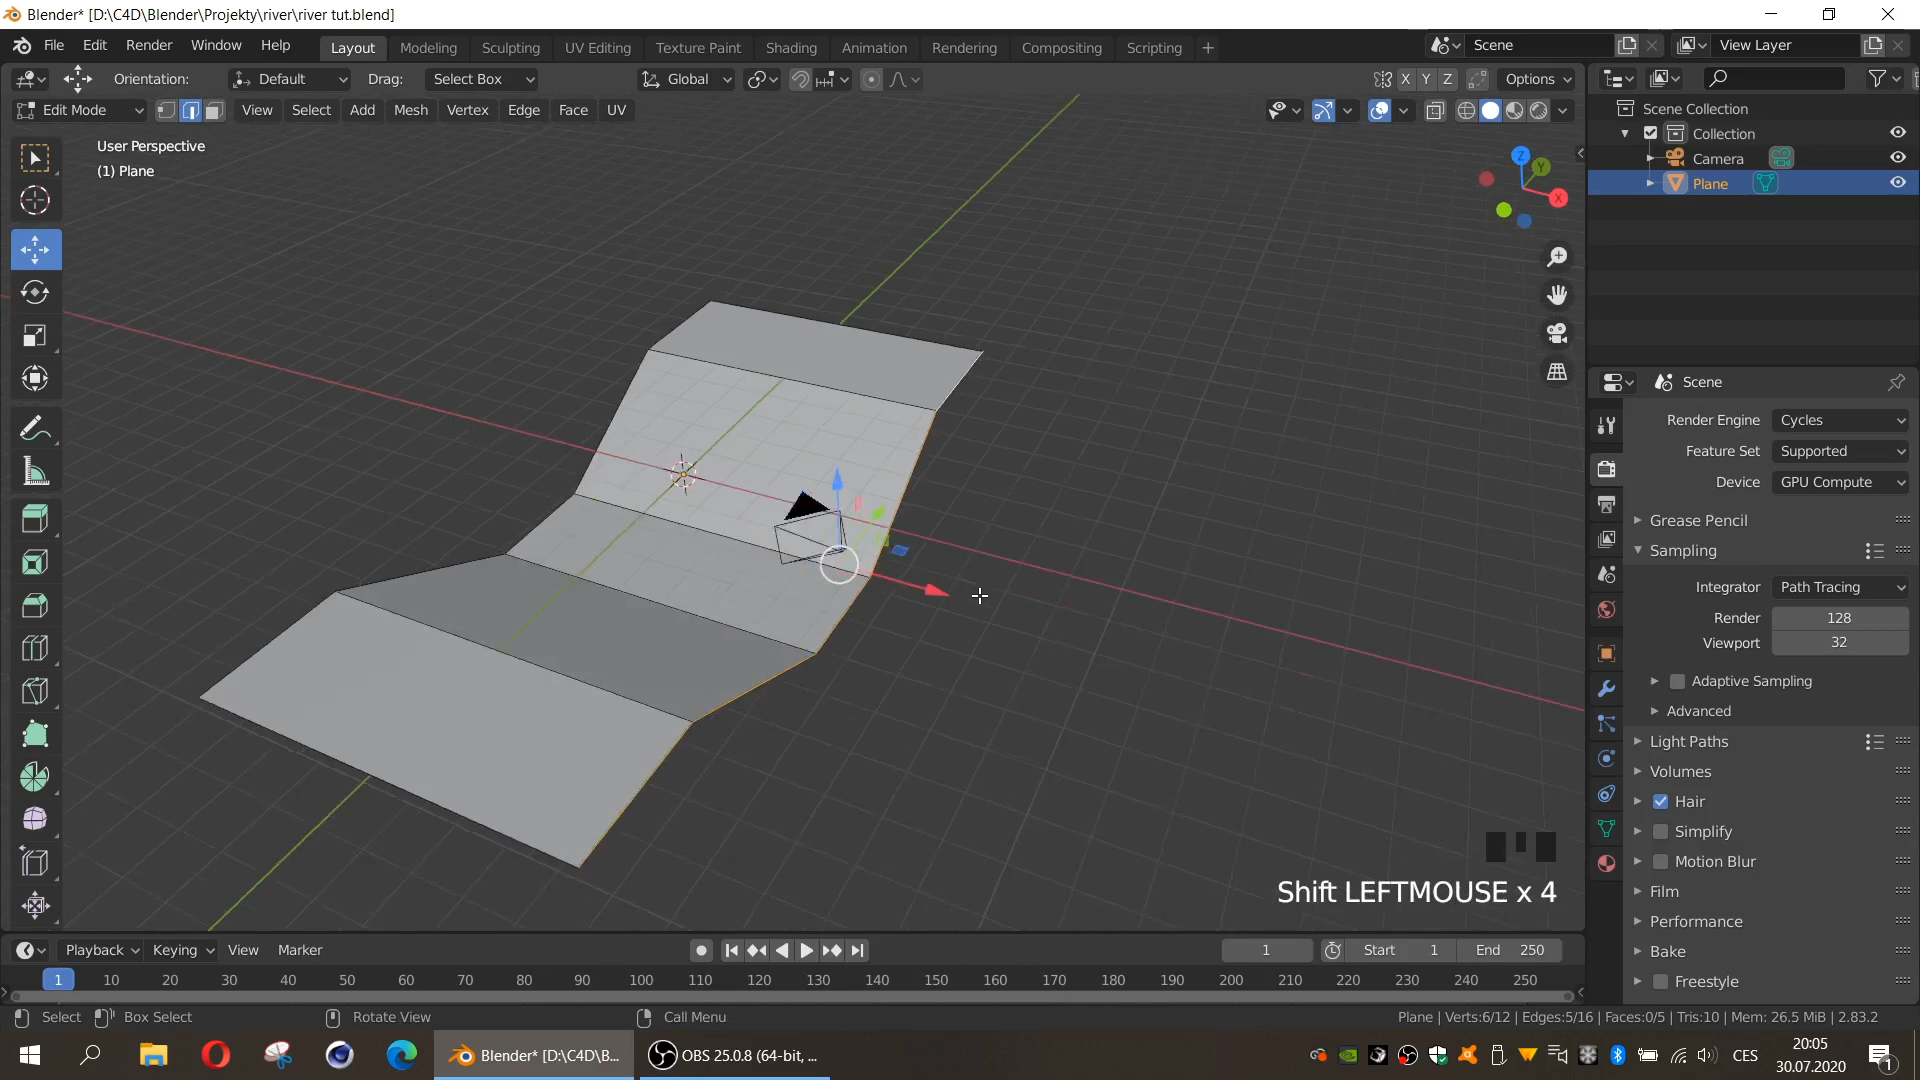 Blender* [D:\C4D\Blender\Projekty\river\river tut.blend]
File Edit Render Window Help Layout Modeling Sculpting UV Editing Texture Paint Shading Animation Rendering Compositing Scripting + Scene View Layer
Orientation: Default Drag: Select Box Global X Y Z Options
Edit Mode View Select Add Mesh Vertex Edge Face UV
Scene Collection
Collection
Camera
Plane
User Perspective
(1) Plane
Z
Y
X
Scene
Render Engine Cycles
Feature Set Supported
Device GPU Compute
Grease Pencil
Sampling
Integrator Path Tracing
Render 128
Viewport 32
Adaptive Sampling
Advanced
Light Paths
Volumes
Hair
Simplify
Motion Blur
Film
Performance
Bake
Freestyle
Shift LEFTMOUSE x 4
Playback Keying View Marker 1 Start 1 End 250
1 10 20 30 40 50 60 70 80 90 100 110 120 130 140 150 160 170 180 190 200 210 220 230 240 250
Select Box Select Rotate View Call Menu Plane | Verts:6/12 | Edges:5/16 | Faces:0/5 | Tris:10 | Mem: 26.5 MiB | 2.83.2
Blender* [D:\C4D\B... OBS 25.0.8 (64-bit, ... CES 20:05
30.07.2020
1